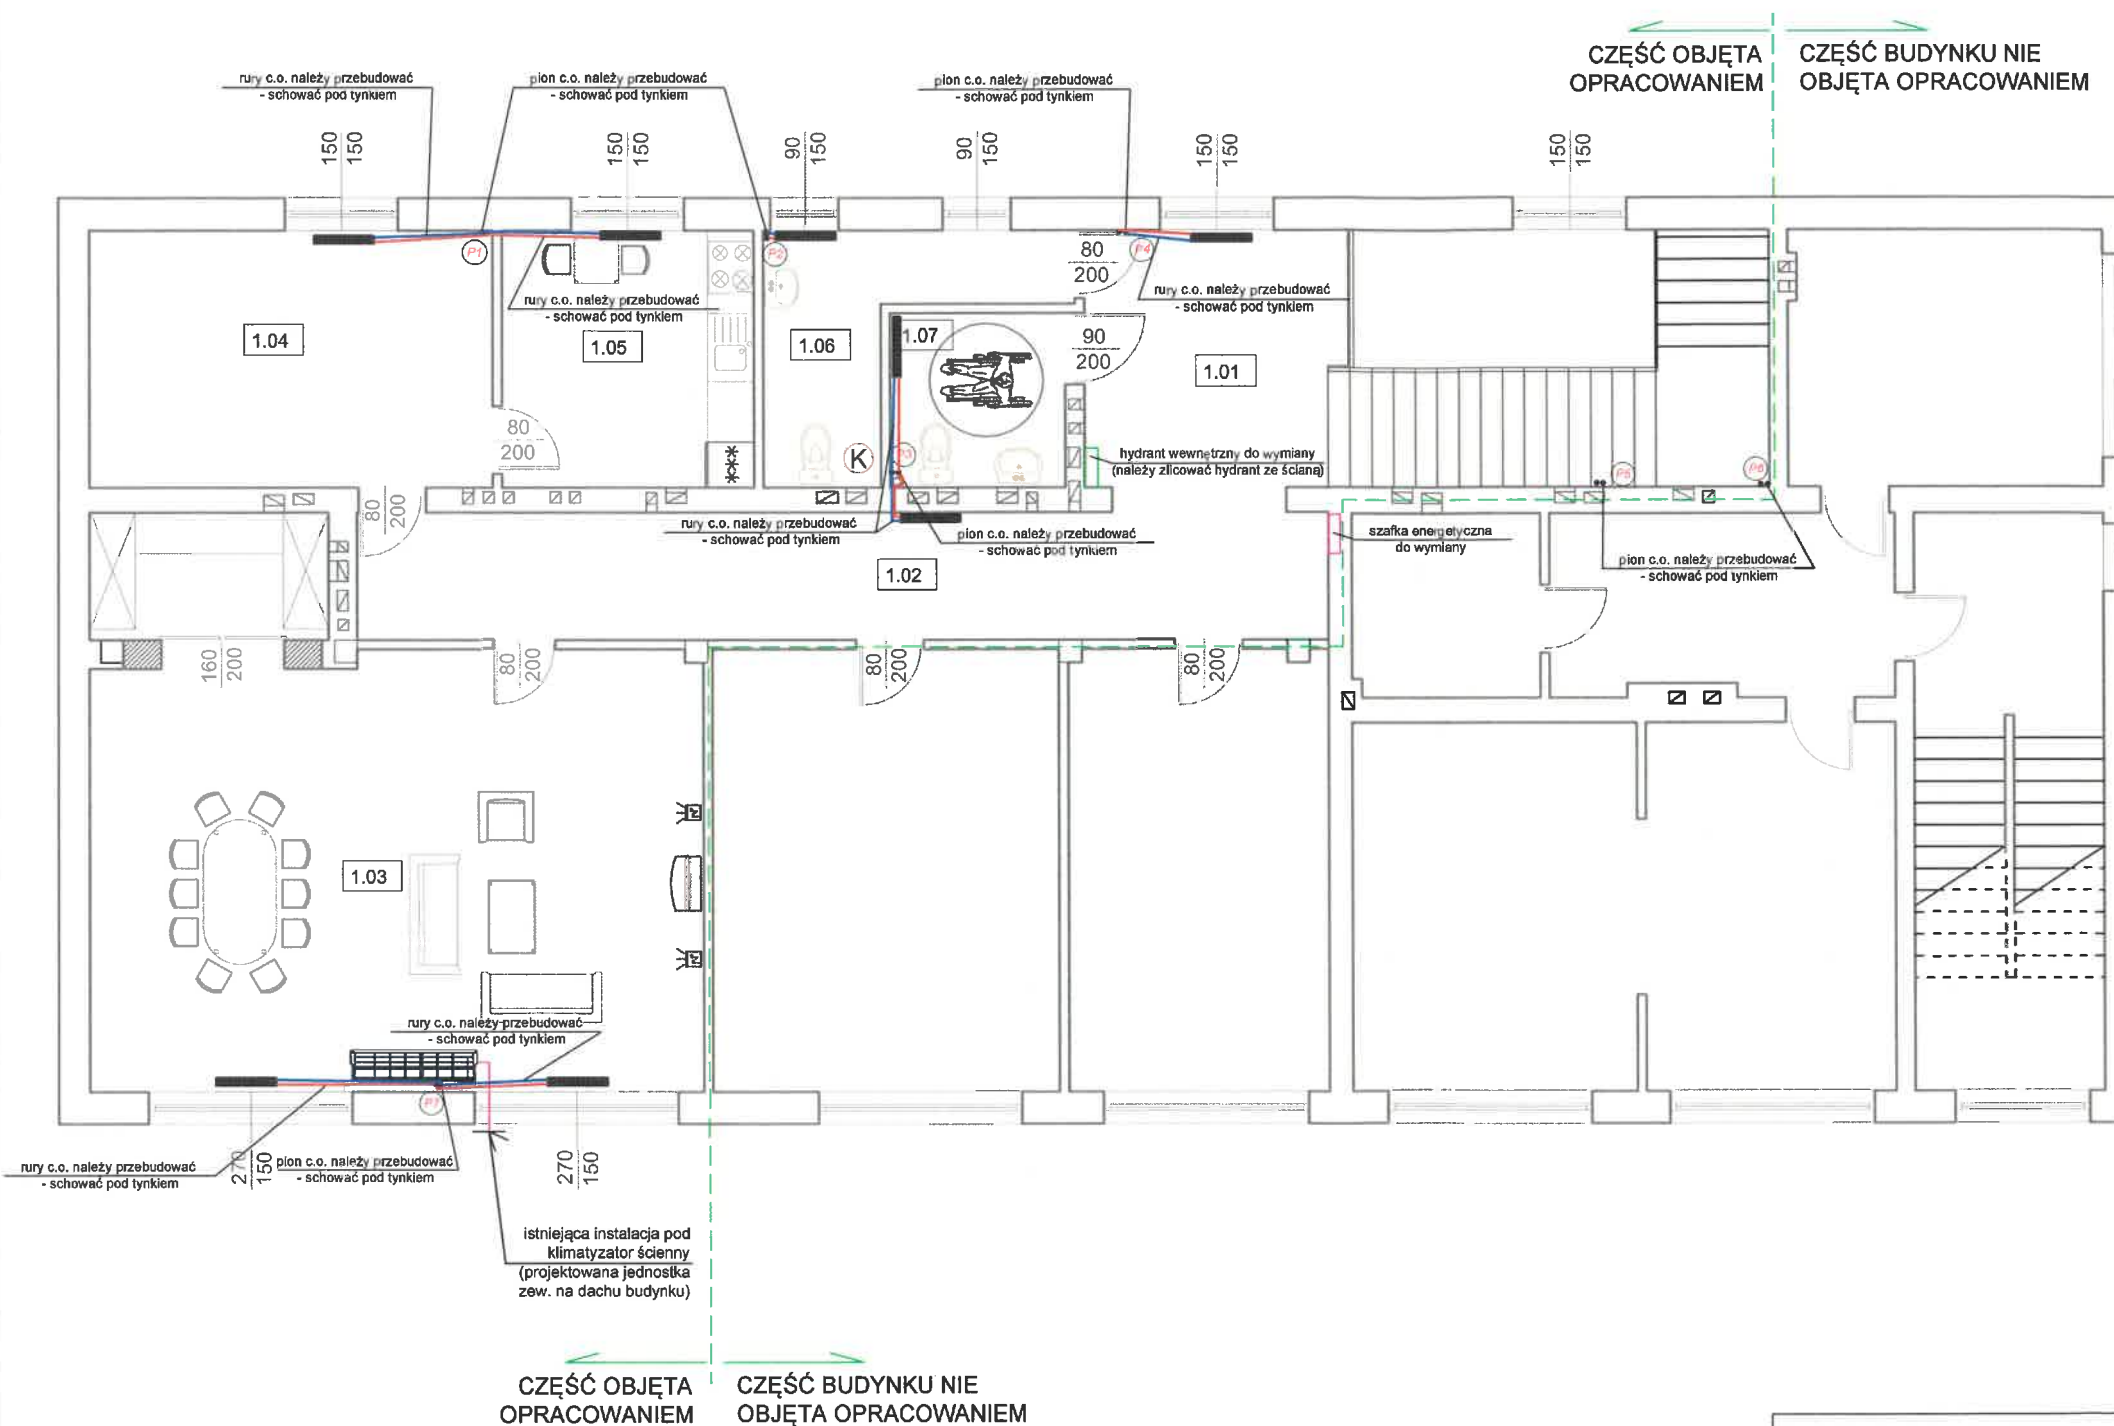 CZĘŚĆ OBJĘTA
OPRACOWANIEM
CZĘŚĆ BUDYNKU NIE
OBJĘTA OPRACOWANIEM
rury c.o. należy przebudować
- schować pod tynkiem
pion c.o. należy przebudować
- schować pod tynkiem
pion c.o. należy przebudować
- schować pod tynkiem
150
150
150
150
90
150
90
150
150
150
150
150
P1
P2
P4
80
200
rury c.o. należy przebudować
- schować pod tynkiem
rury c.o. należy przebudować
- schować pod tynkiem
1.04
1.05
1.06
1.07
90
200
1.01
80
200
K
P3
hydrant wewnętrzny do wymiany
(należy zlicować hydrant ze ścianą)
P5
P6
80
200
rury c.o. należy przebudować
- schować pod tynkiem
pion c.o. należy przebudować
- schować pod tynkiem
szafka energetyczna
do wymiany
pion c.o. należy przebudować
- schować pod tynkiem
1.02
160
200
80
200
80
200
80
200
1.03
rury c.o. należy przebudować
- schować pod tynkiem
P7
270
150
270
150
rury c.o. należy przebudować
- schować pod tynkiem
pion c.o. należy przebudować
- schować pod tynkiem
istniejąca instalacja pod
klimatyzator ścienny
(projektowana jednostka
zew. na dachu budynku)
CZĘŚĆ OBJĘTA
OPRACOWANIEM
CZĘŚĆ BUDYNKU NIE
OBJĘTA OPRACOWANIEM